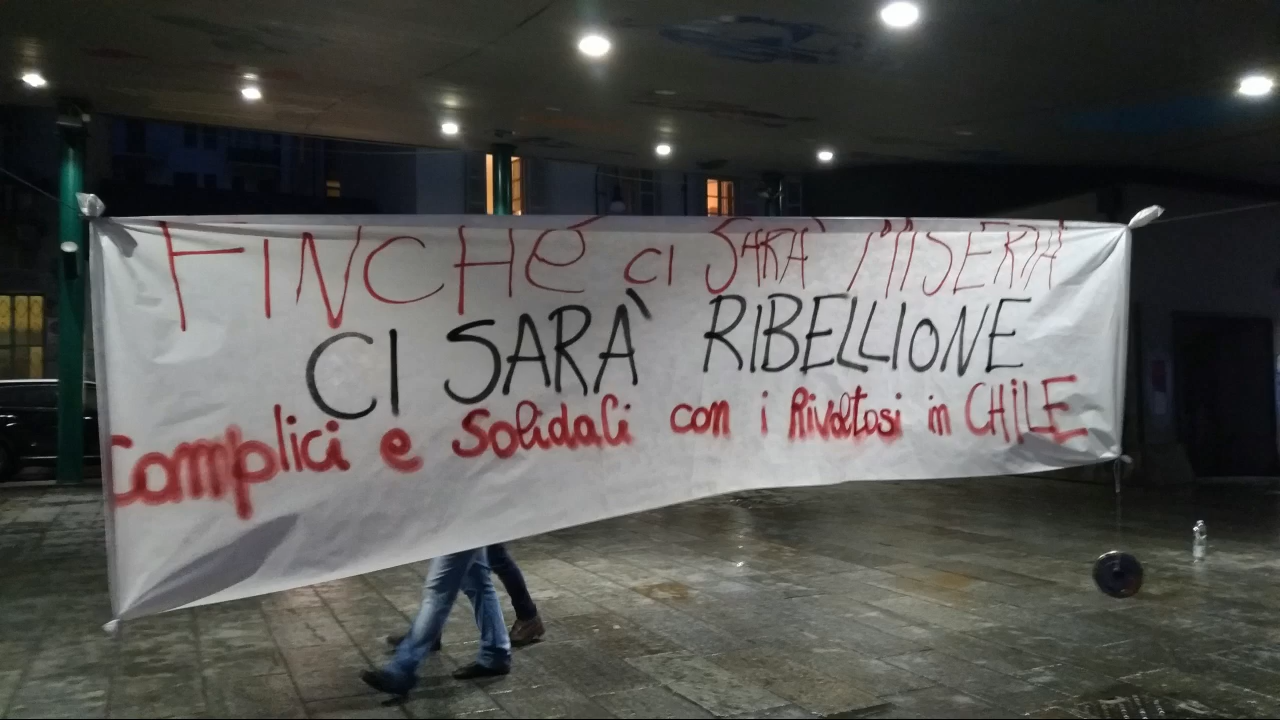 FINCHÉ CI SARÀ MISERIA
CI SARÀ RIBELLIONE
Complici e Solidali con i Rivoltosi in CHiLE